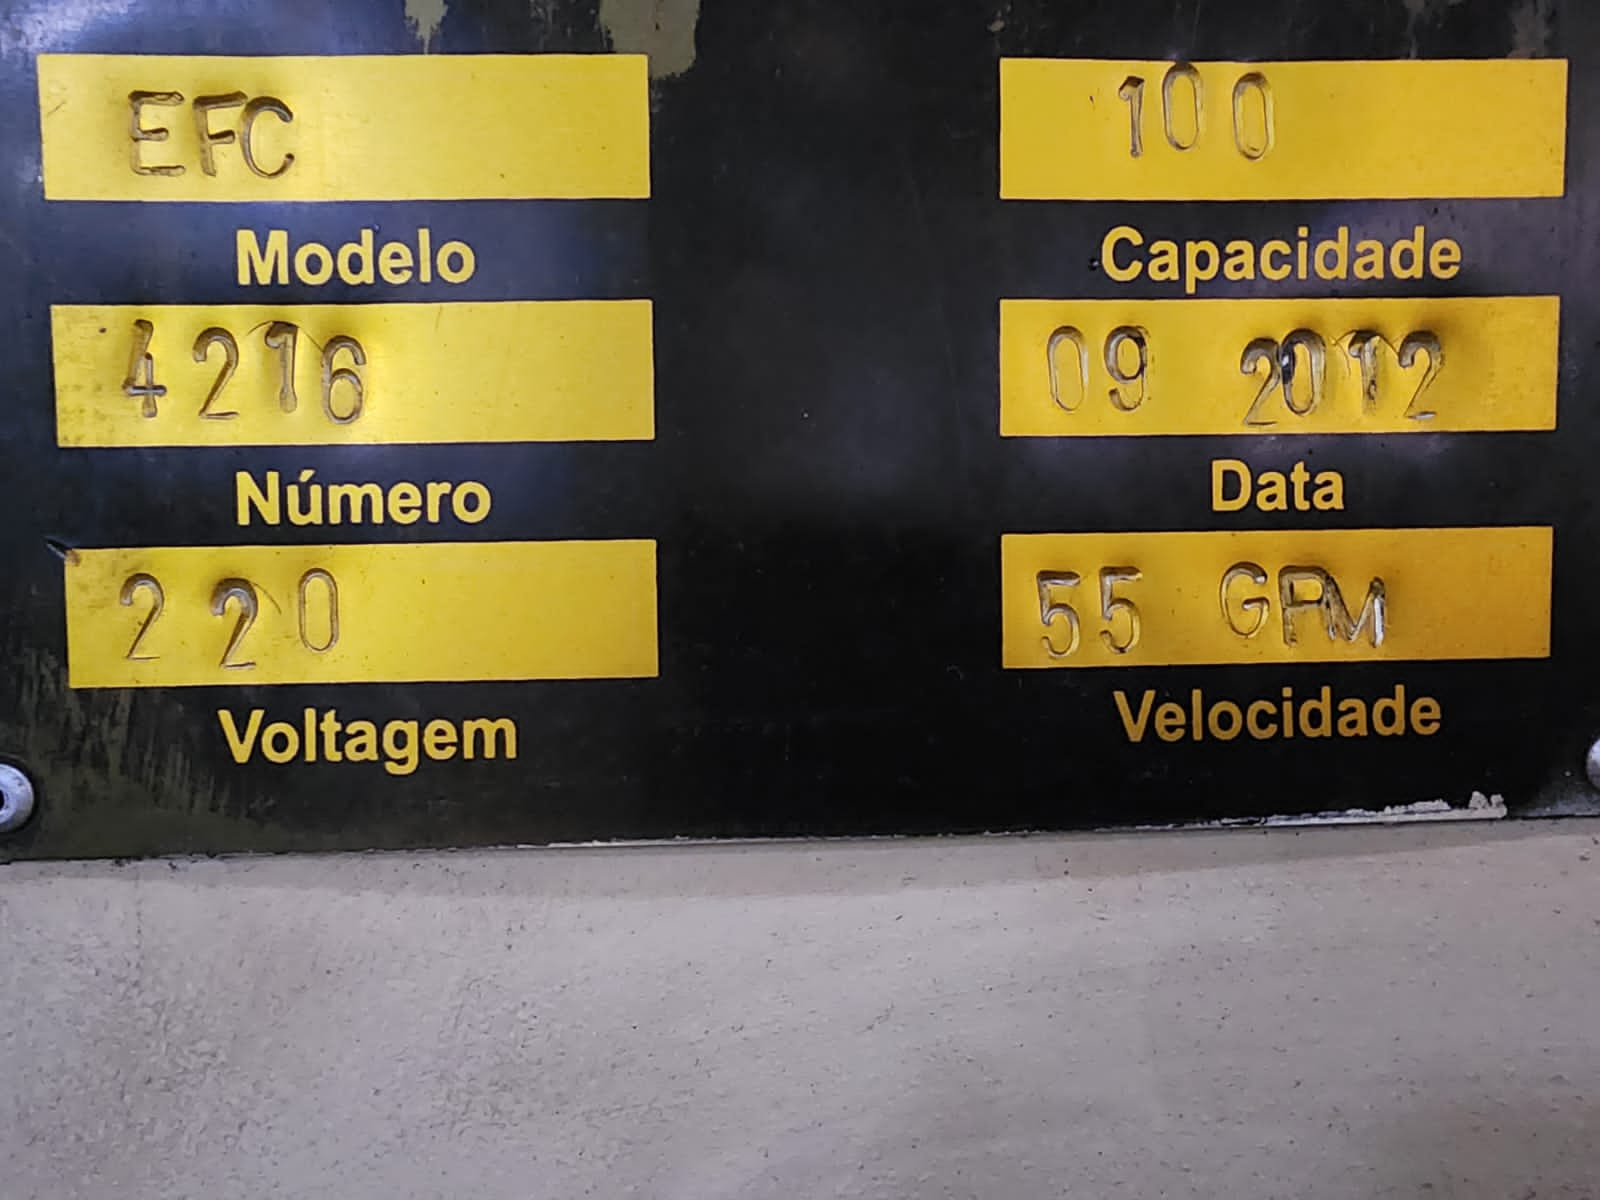 EFC
Modelo
4216
Número
220
Voltagem
100
Capacidade
09 2012
Data
55 GPM
Velocidade